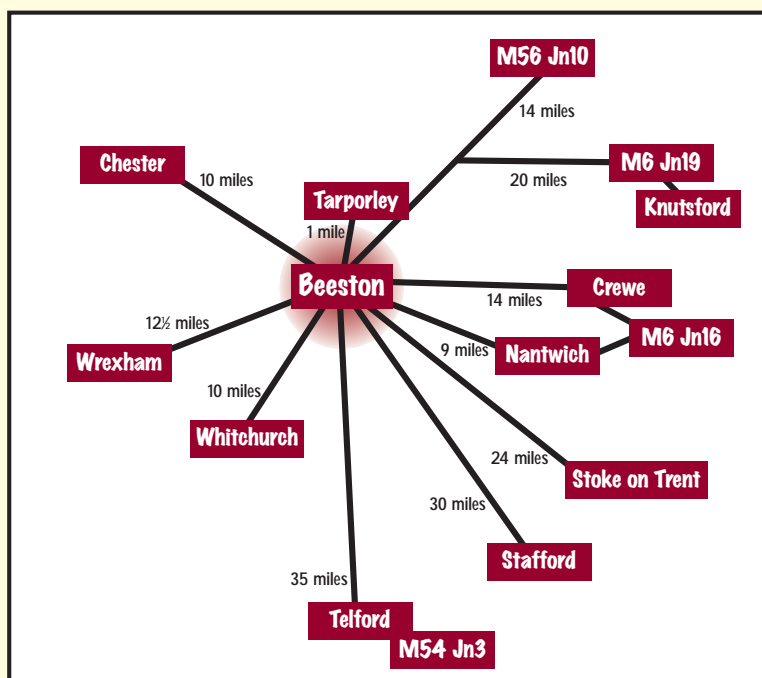 M56 Jn10
14 miles
Chester
M6 Jn19
10 miles
20 miles
Tarporley
Knutsford
1 mile
Beeston
Crewe
14 miles
12½ miles
M6 Jn16
9 miles
Nantwich
Wrexham
10 miles
Whitchurch
24 miles
Stoke on Trent
30 miles
Stafford
35 miles
Telford
M54 Jn3